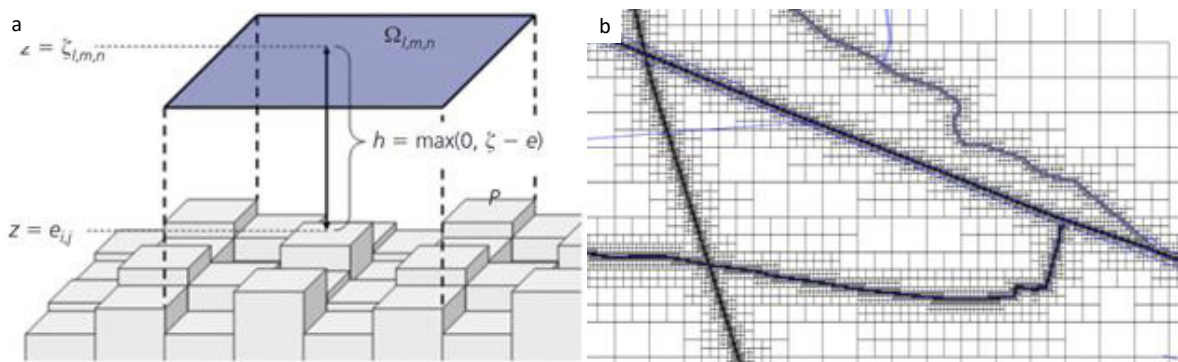 a
z = ζl,m,n
Ωl,m,n
h = max(0, ζ − e)
P
z = ei,j
b